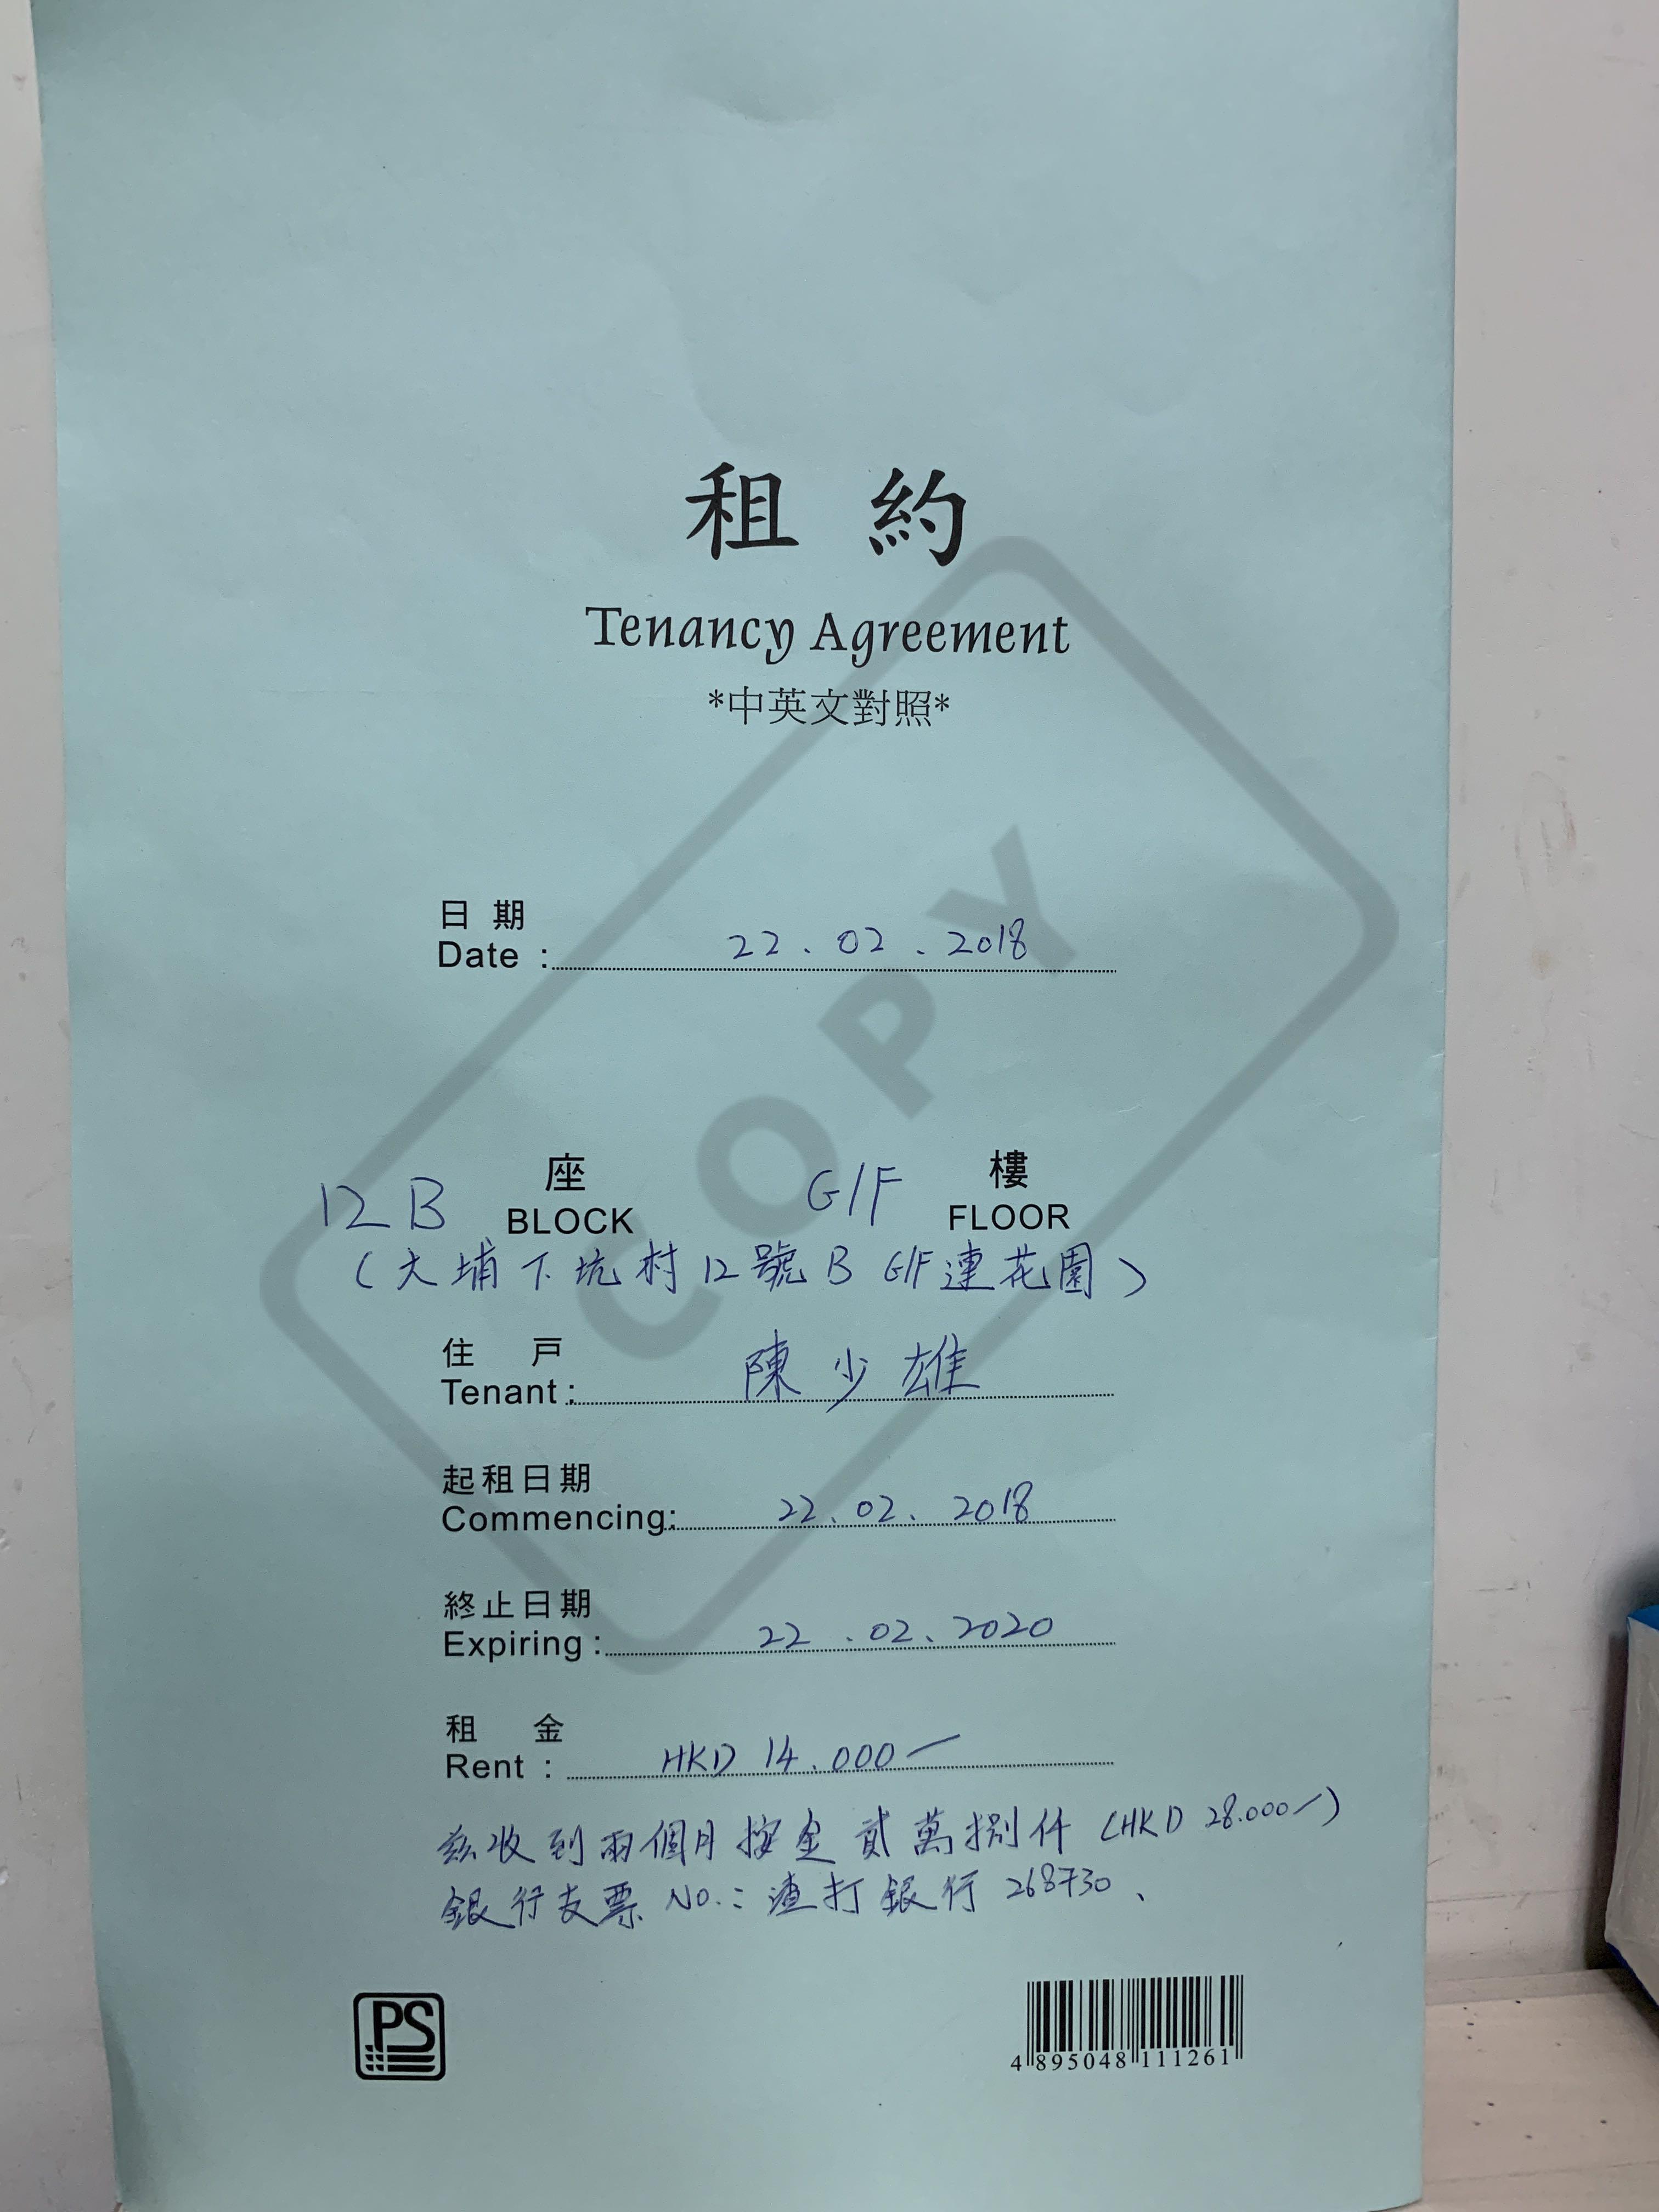 租約
Tenancy Agreement
*中英文對照*
日期
Date : 22.02.2018
12B 座 G/F 樓
BLOCK FLOOR
(大埔下坑村12號B G/F連花園)
住戶
Tenant : 陳少雄
起租日期
Commencing: 22.02.2018
終止日期
Expiring : 22.02.2020
租金
Rent : HKD 14.000—
茲收到兩個月按金貳萬捌仟(HKD 28.000—)
銀行支票 No.: 渣打銀行 268730、
COPY
PS
4 895048 111261